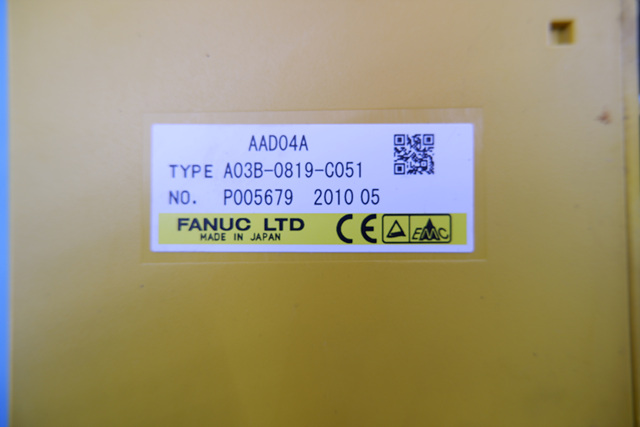 AAD04A
TYPE A03B-0819-C051
NO. P005679 2010 05
FANUC LTD
MADE IN JAPAN
CE
EMC